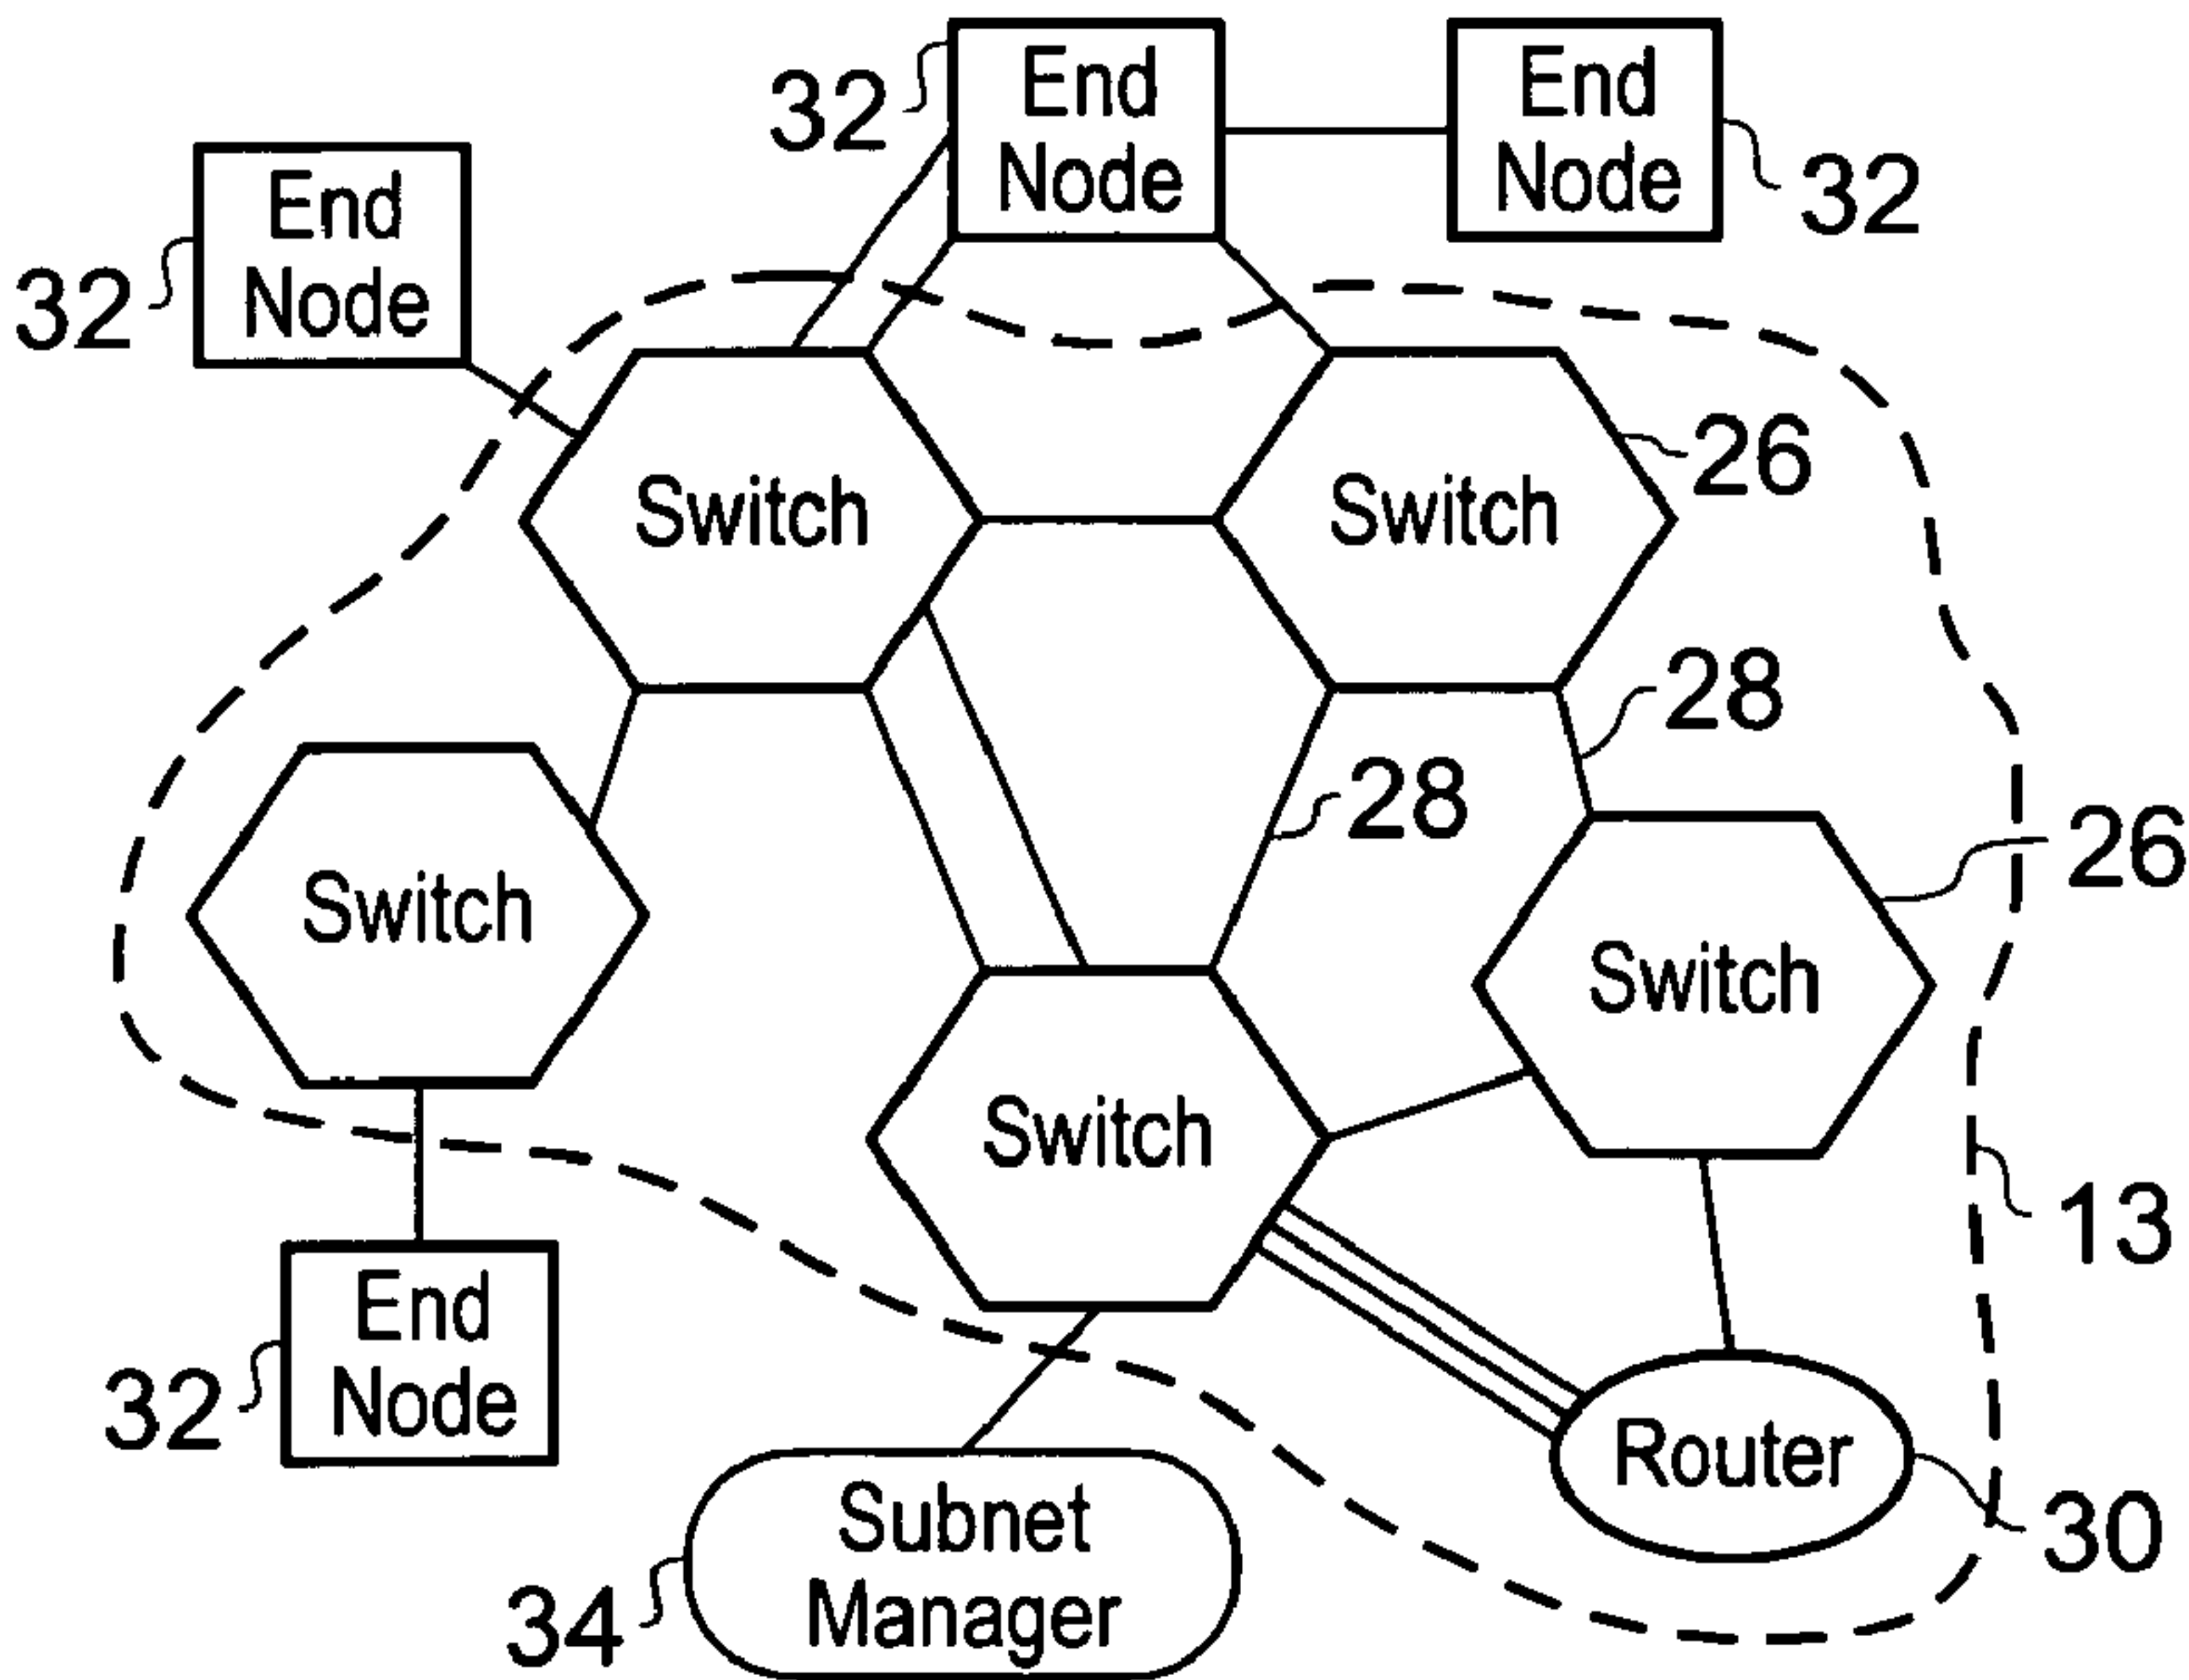 32
End
Node
End
Node
32
End
Node
32
Switch
Switch
26
28
28
26
Switch
Switch
Switch
13
End
Node
32
Router
30
Subnet
Manager
34